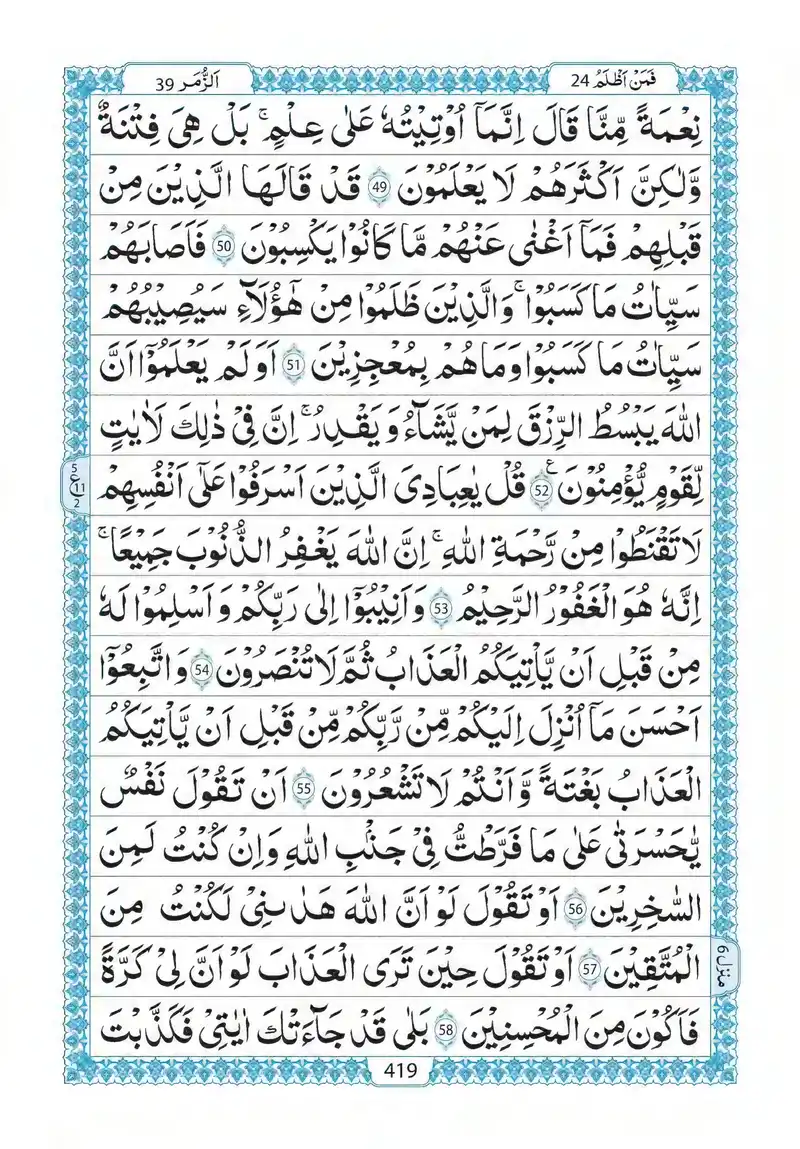 فَمَنْ اَظْلَمُ 24
اَلزُّمَر 39
نِعْمَةً مِّنَّا قَالَ اِنَّمَاۤ اُوْتِيْتُهٗ عَلٰى عِلْمٍ ؕ بَلْ هِىَ فِتْنَةٌ
وَّلٰكِنَّ اَكْثَرَهُمْ لَا يَعْلَمُوْنَ 49 قَدْ قَالَهَا الَّذِيْنَ مِنْ
قَبْلِهِمْ فَمَاۤ اَغْنٰى عَنْهُمْ مَّا كَانُوْا يَكْسِبُوْنَ 50 فَاَصَابَهُمْ
سَيِّاٰتُ مَا كَسَبُوْا ؕ وَالَّذِيْنَ ظَلَمُوْا مِنْ هٰٓؤُلَآءِ سَيُصِيْبُهُمْ
سَيِّاٰتُ مَا كَسَبُوْا وَمَا هُمْ بِمُعْجِزِيْنَ 51 اَوَلَمْ يَعْلَمُوْۤا اَنَّ
اللّٰهَ يَبْسُطُ الرِّزْقَ لِمَنْ يَّشَآءُ وَ يَقْدِرُ ؕ اِنَّ فِىْ ذٰلِكَ لَاٰيٰتٍ
لِّقَوْمٍ يُّؤْمِنُوْنَ 52 ع قُلْ يٰعِبَادِىَ الَّذِيْنَ اَسْرَفُوْا عَلٰٓى اَنْفُسِهِمْ
5 ع 11 2
لَا تَقْنَطُوْا مِنْ رَّحْمَةِ اللّٰهِ ؕ اِنَّ اللّٰهَ يَغْفِرُ الذُّنُوْبَ جَمِيْعًا ؕ
اِنَّهٗ هُوَ الْغَفُوْرُ الرَّحِيْمُ 53 وَاَنِيْبُوْۤا اِلٰى رَبِّكُمْ وَ اَسْلِمُوْا لَهٗ
مِنْ قَبْلِ اَنْ يَّاْتِيَكُمُ الْعَذَابُ ثُمَّ لَا تُنْصَرُوْنَ 54 وَ اتَّبِعُوْۤا
اَحْسَنَ مَاۤ اُنْزِلَ اِلَيْكُمْ مِّنْ رَّبِّكُمْ مِّنْ قَبْلِ اَنْ يَّاْتِيَكُمُ
الْعَذَابُ بَغْتَةً وَّ اَنْتُمْ لَا تَشْعُرُوْنَ 55 اَنْ تَقُوْلَ نَفْسٌ
يّٰحَسْرَتٰى عَلٰى مَا فَرَّطْتُّ فِىْ جَنْۢبِ اللّٰهِ وَاِنْ كُنْتُ لَمِنَ
السّٰخِرِيْنَ 56 اَوْ تَقُوْلَ لَوْ اَنَّ اللّٰهَ هَدٰٮنِىْ لَكُنْتُ مِنَ
الْمُتَّقِيْنَ 57 اَوْ تَقُوْلَ حِيْنَ تَرَى الْعَذَابَ لَوْ اَنَّ لِىْ كَرَّةً
منزل 6
فَاَكُوْنَ مِنَ الْمُحْسِنِيْنَ 58 بَلٰى قَدْ جَآءَتْكَ اٰيٰتِىْ فَكَذَّبْتَ
419